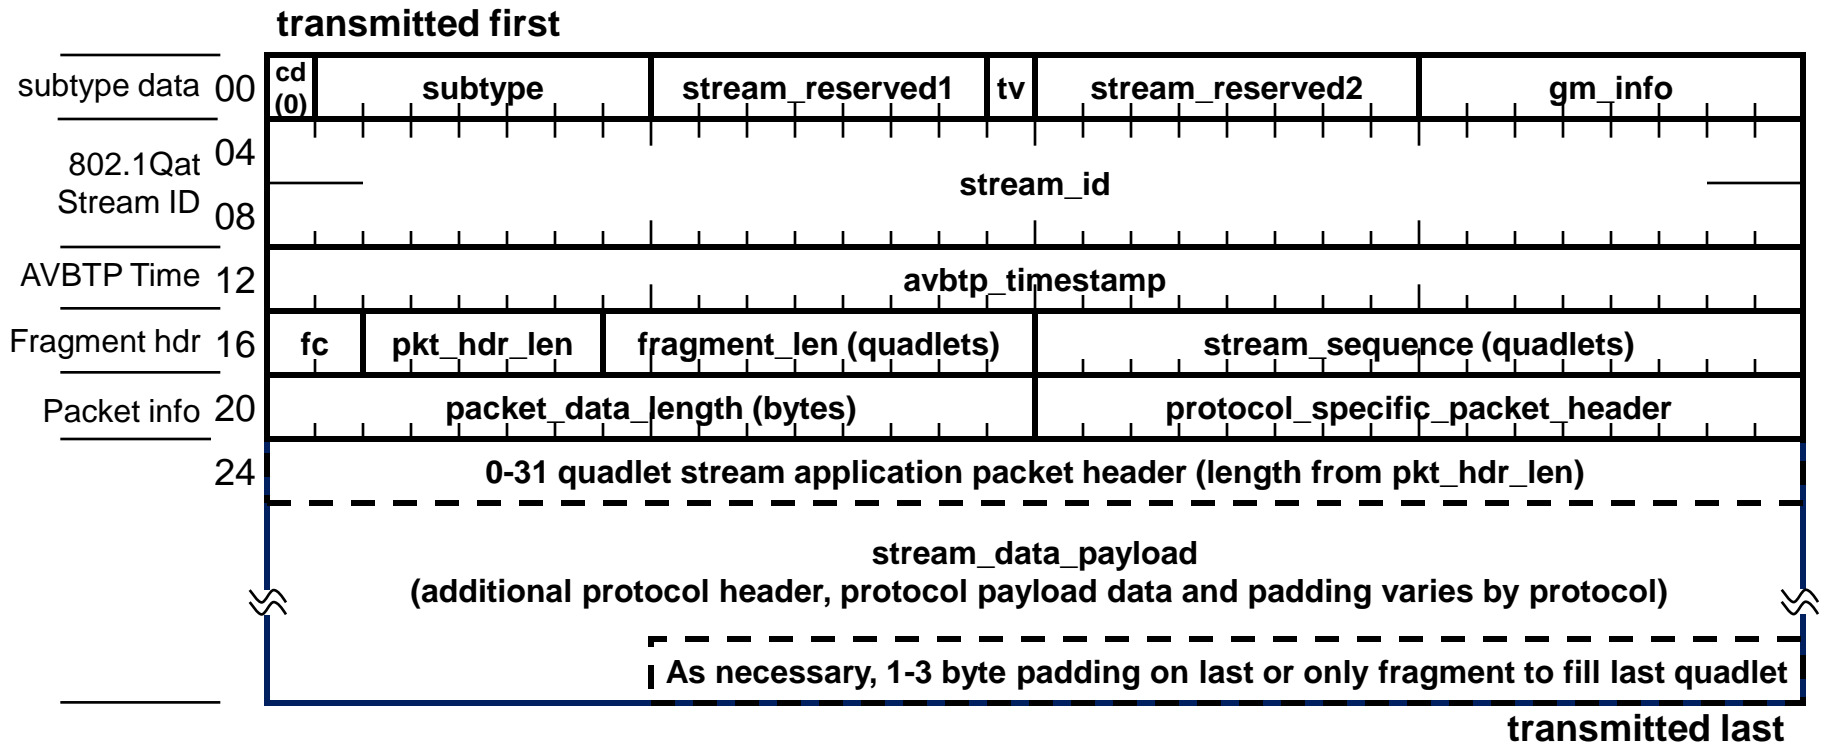 transmitted first
subtype data 00 cd (0) subtype stream_reserved1 tv stream_reserved2 gm_info
802.1Qat Stream ID 04 08 stream_id
AVBTP Time 12 avbtp_timestamp
Fragment hdr 16 fc pkt_hdr_len fragment_len (quadlets) stream_sequence (quadlets)
Packet info 20 packet_data_length (bytes) protocol_specific_packet_header
24 0-31 quadlet stream application packet header (length from pkt_hdr_len)
stream_data_payload
(additional protocol header, protocol payload data and padding varies by protocol)
As necessary, 1-3 byte padding on last or only fragment to fill last quadlet
transmitted last